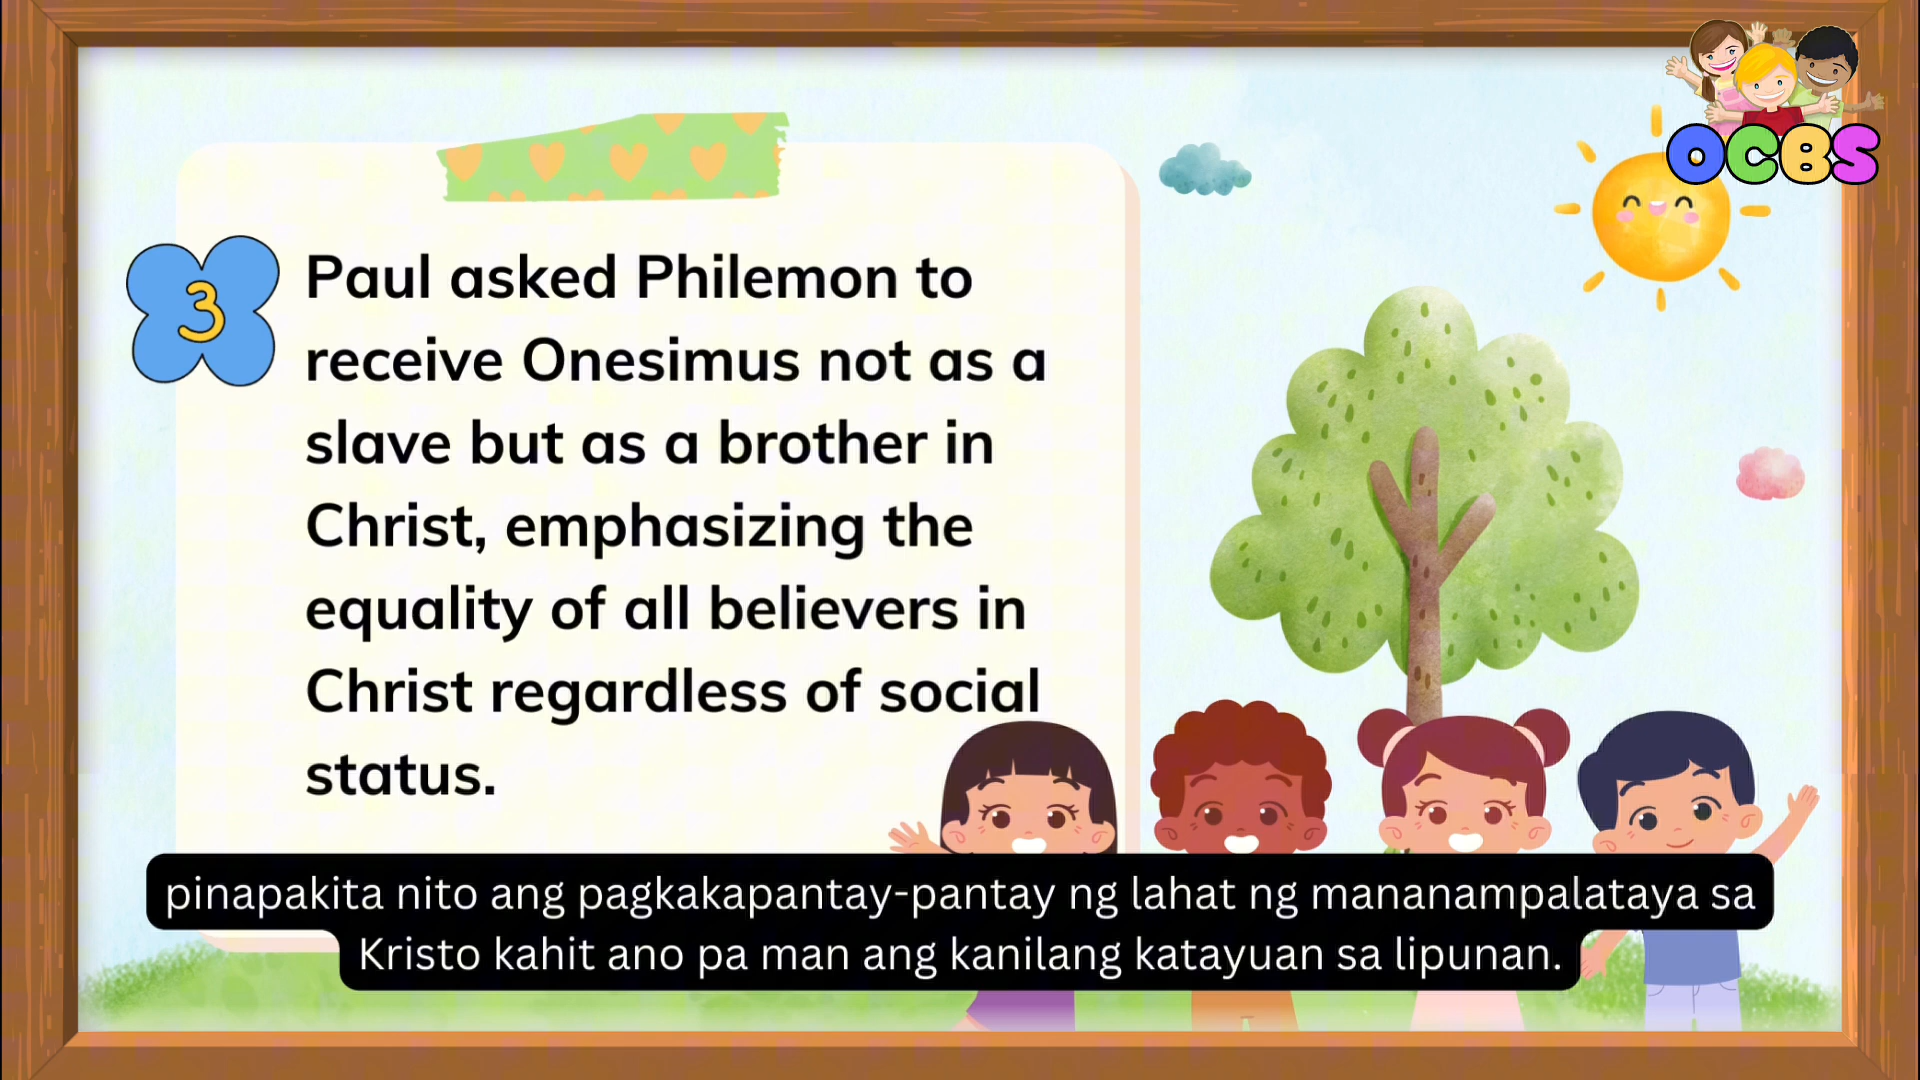 OCBS
3
Paul asked Philemon to
receive Onesimus not as a
slave but as a brother in
Christ, emphasizing the
equality of all believers in
Christ regardless of social
status.
pinapakita nito ang pagkakapantay-pantay ng lahat ng mananampalataya sa
Kristo kahit ano pa man ang kanilang katayuan sa lipunan.